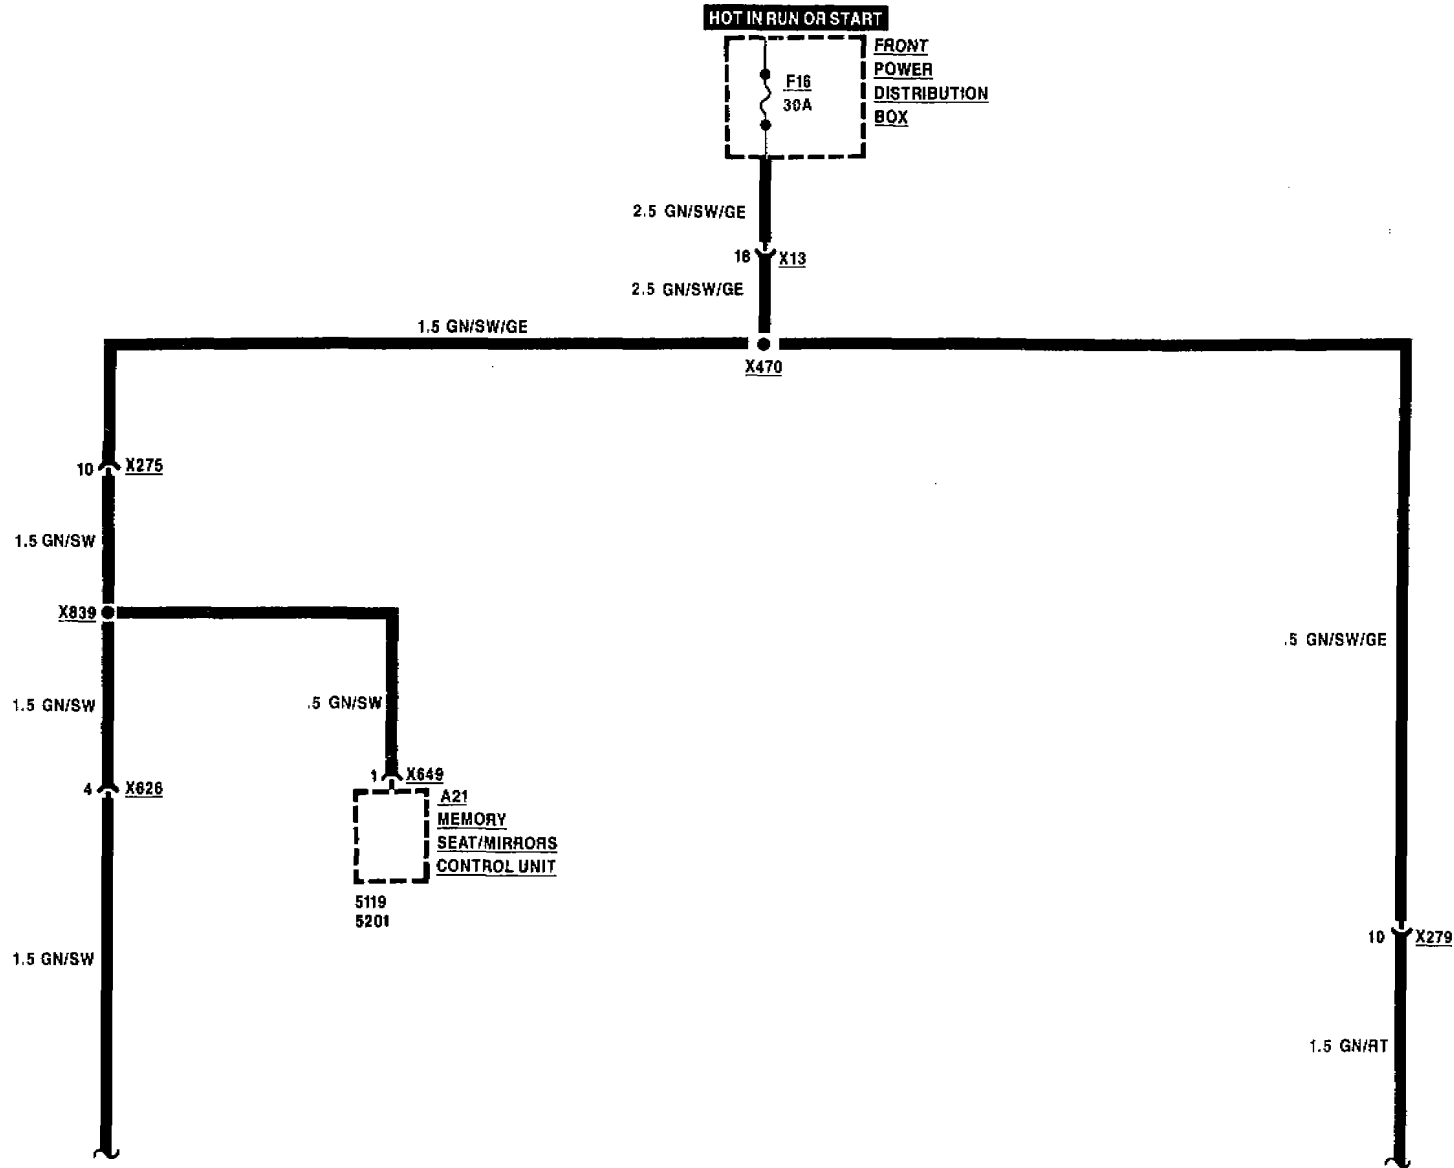 HOT IN RUN OR START
FRONT
POWER
DISTRIBUTION
BOX
F16
30A
2.5 GN/SW/GE
18 X13
2.5 GN/SW/GE
1.5 GN/SW/GE
X470
10 X275
1.5 GN/SW
X839
.5 GN/SW/GE
1.5 GN/SW
.5 GN/SW
1 X649
4 X626
A21
MEMORY
SEAT/MIRRORS
CONTROL UNIT
5119
5201
10 X279
1.5 GN/SW
1.5 GN/RT